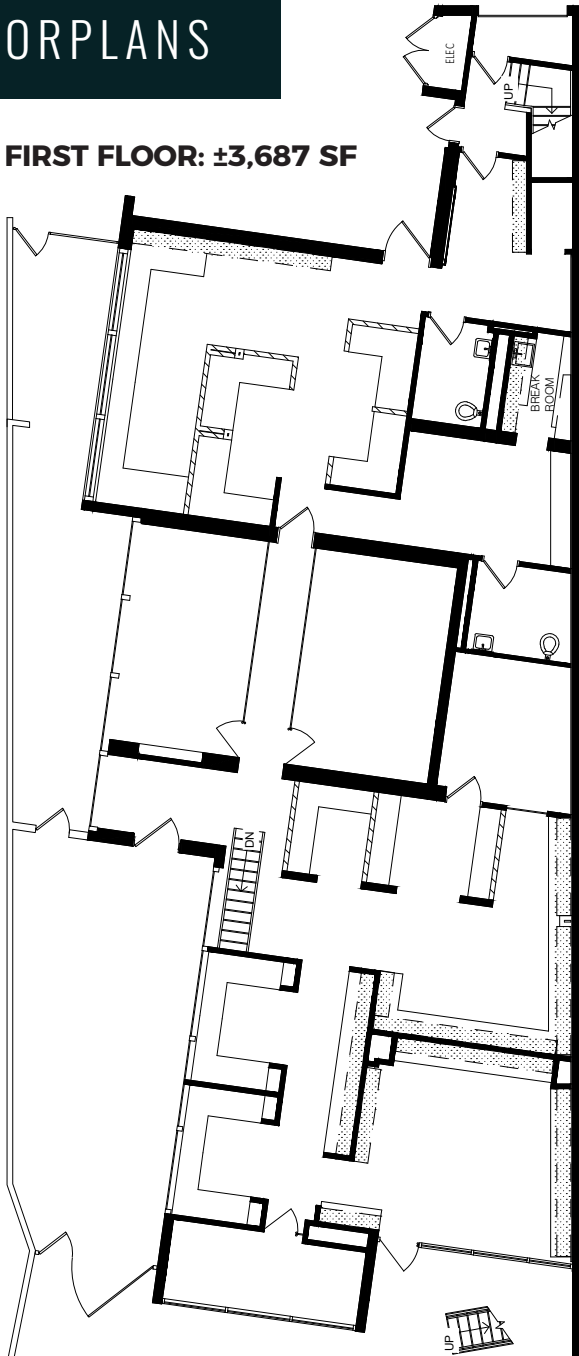 ORPLANS
FIRST FLOOR: ±3,687 SF
ELEC
UP
BREAK
ROOM
DN
UP